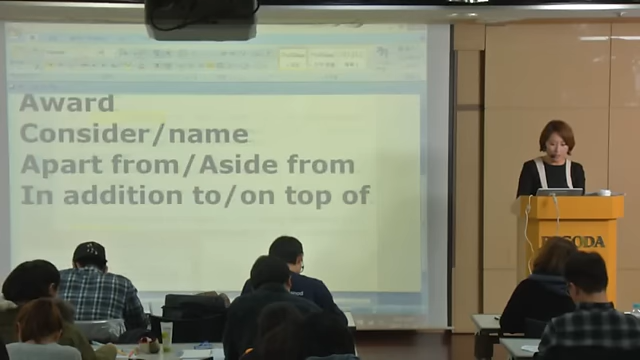 Award
Consider/name
Apart from/Aside from
In addition to/on top of